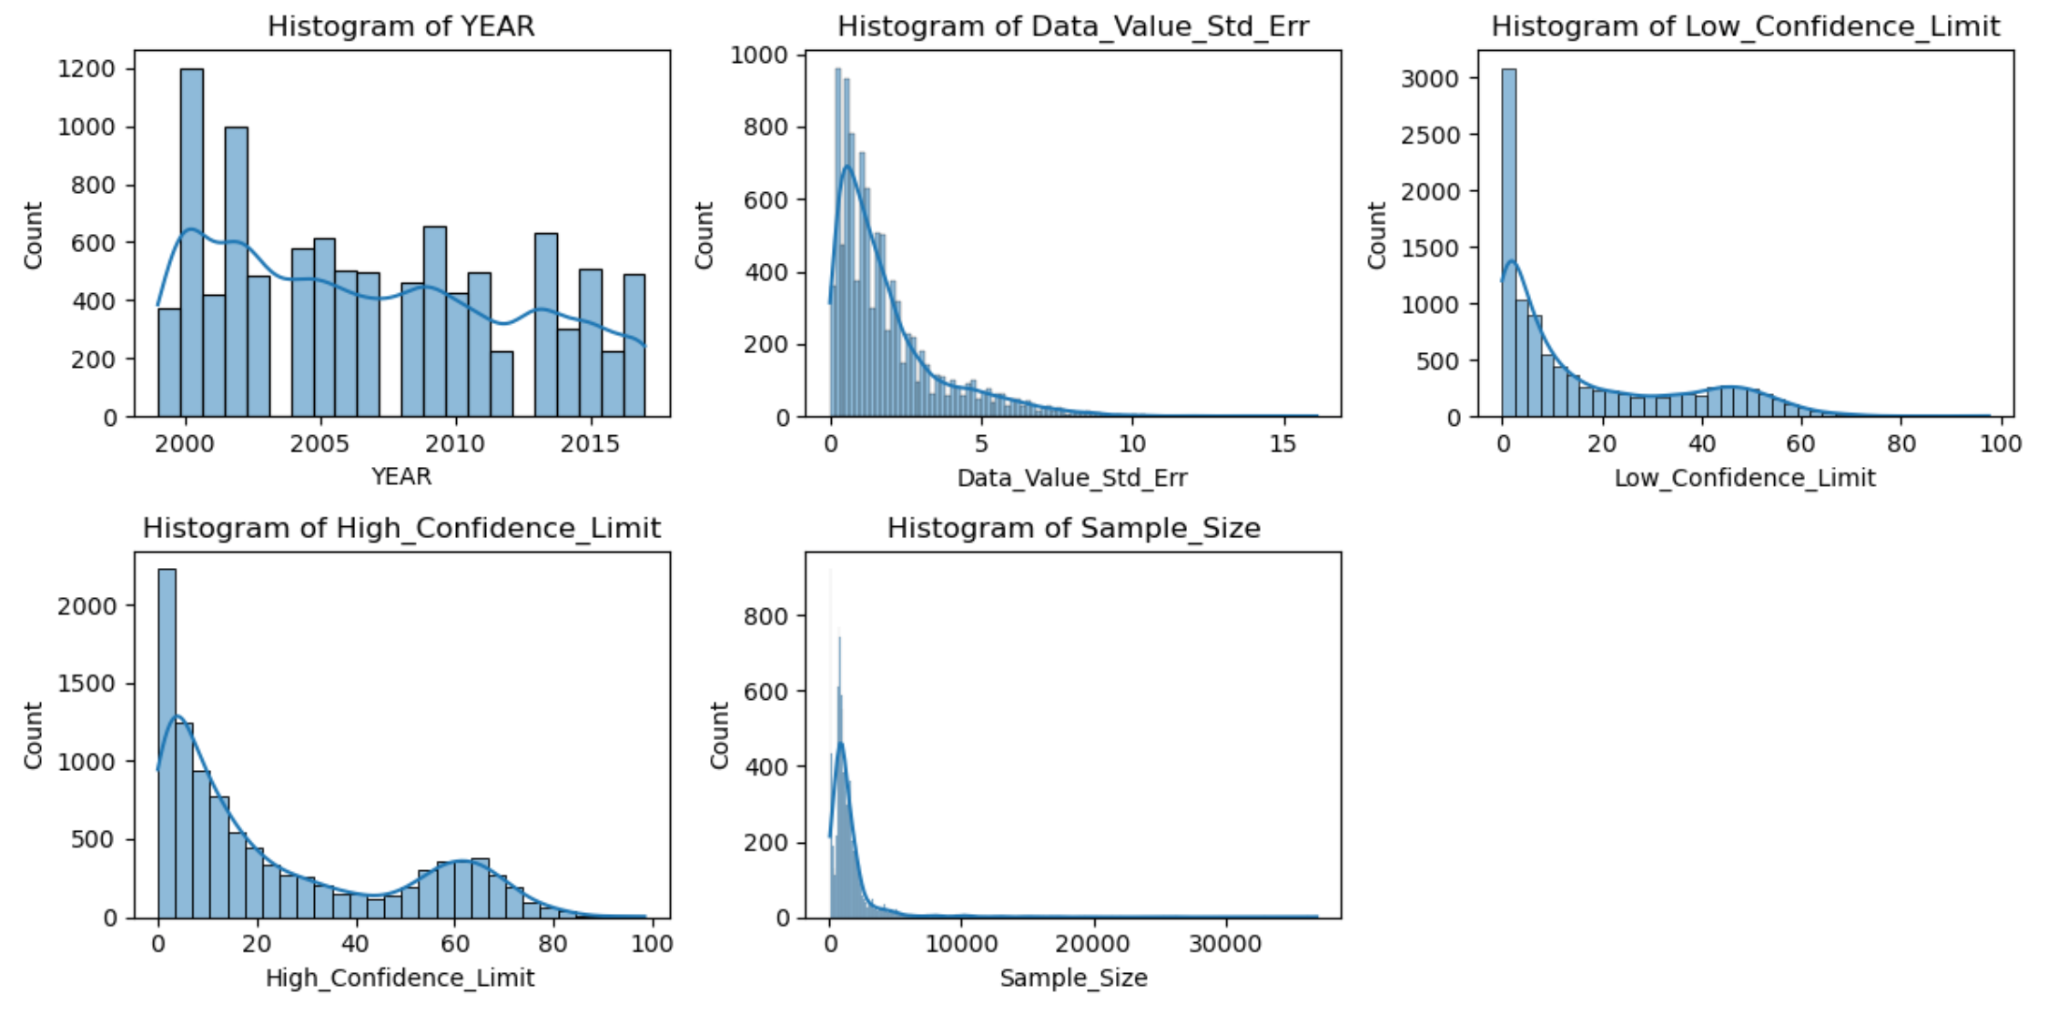 Histogram of YEAR
Count
1200
1000
800
600
400
200
0
2000 2005 2010 2015
YEAR
Histogram of Data_Value_Std_Err
Count
1000
800
600
400
200
0
0 5 10 15
Data_Value_Std_Err
Histogram of Low_Confidence_Limit
Count
3000
2500
2000
1500
1000
500
0
0 20 40 60 80 100
Low_Confidence_Limit
Histogram of High_Confidence_Limit
Count
2000
1500
1000
500
0
0 20 40 60 80 100
High_Confidence_Limit
Histogram of Sample_Size
Count
800
600
400
200
0
0 10000 20000 30000
Sample_Size